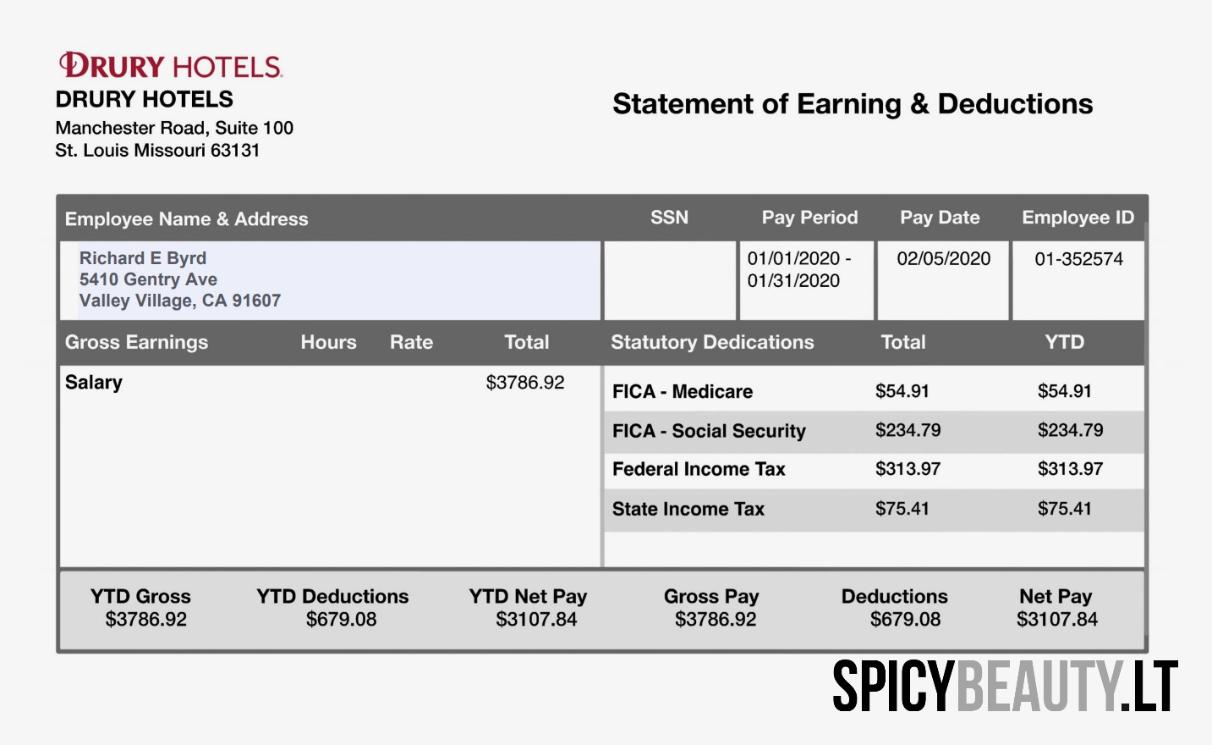 DRURY HOTELS
DRURY HOTELS
Manchester Road, Suite 100
St. Louis Missouri 63131
Statement of Earning & Deductions
Employee Name & Address SSN Pay Period Pay Date Employee ID
Richard E Byrd
5410 Gentry Ave
Valley Village, CA 91607
01/01/2020 -
01/31/2020
02/05/2020
01-352574
Gross Earnings Hours Rate Total Statutory Dedications Total YTD
Salary $3786.92
FICA - Medicare $54.91 $54.91
FICA - Social Security $234.79 $234.79
Federal Income Tax $313.97 $313.97
State Income Tax $75.41 $75.41
YTD Gross YTD Deductions YTD Net Pay Gross Pay Deductions Net Pay
$3786.92 $679.08 $3107.84 $3786.92 $679.08 $3107.84
SPICYBEAUTY.LT